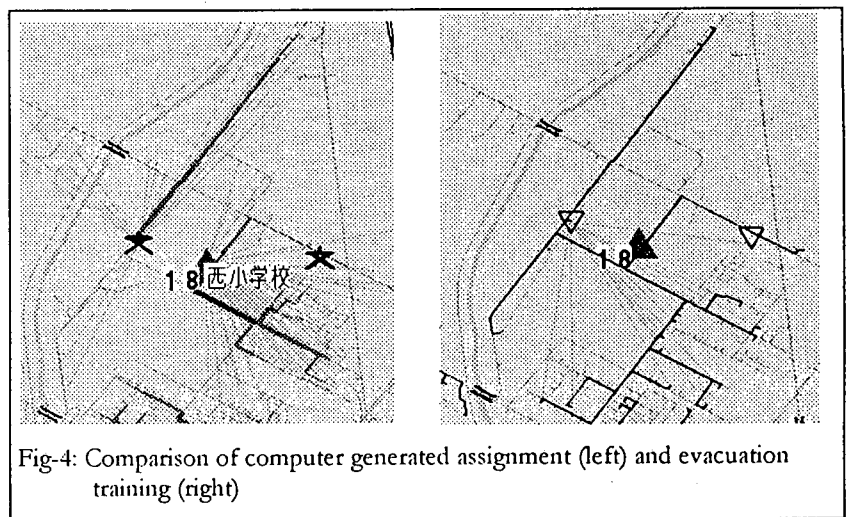 １８西小学校
１８
Fig-4: Comparison of computer generated assignment (left) and evacuation
training (right)